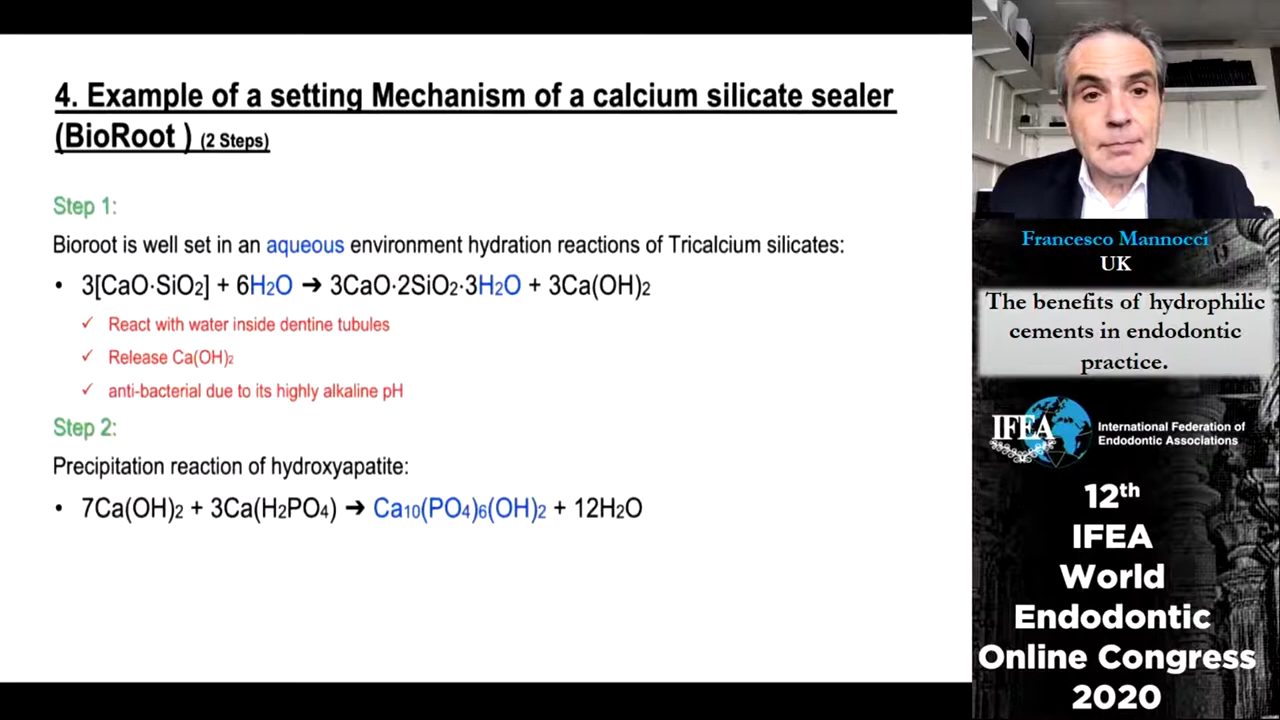 4. Example of a setting Mechanism of a calcium silicate sealer
(BioRoot ) (2 Steps)
Step 1:
Bioroot is well set in an aqueous environment hydration reactions of Tricalcium silicates:
• 3[CaO·SiO₂] + 6H₂O ➔ 3CaO·2SiO₂·3H₂O + 3Ca(OH)₂
✓ React with water inside dentine tubules
✓ Release Ca(OH)₂
✓ anti-bacterial due to its highly alkaline pH
Step 2:
Precipitation reaction of hydroxyapatite:
• 7Ca(OH)₂ + 3Ca(H₂PO₄) ➔ Ca₁₀(PO₄)₆(OH)₂ + 12H₂O
Francesco Mannocci
UK
The benefits of hydrophilic
cements in endodontic
practice.
IFEA
International Federation of
Endodontic Associations
12th
IFEA
World
Endodontic
Online Congress
2020